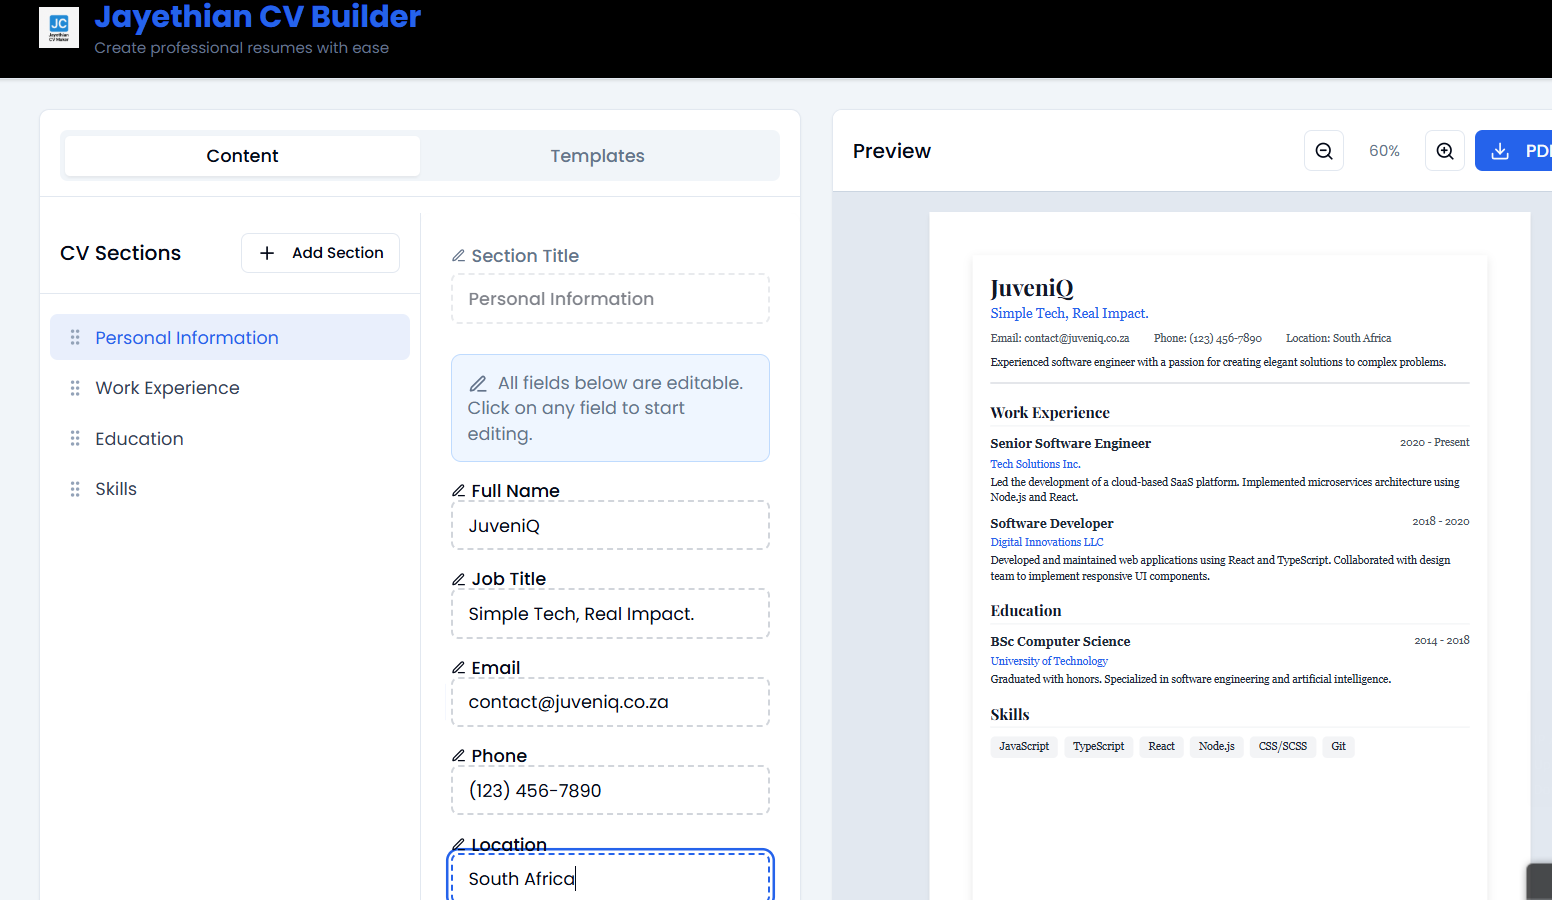 JC
Jayethian
CV Maker
Jayethian CV Builder
Create professional resumes with ease
Content
Templates
CV Sections
Add Section
Personal Information
Work Experience
Education
Skills
Section Title
Personal Information
All fields below are editable.
Click on any field to start
editing.
Full Name
JuveniQ
Job Title
Simple Tech, Real Impact.
Email
contact@juveniq.co.za
Phone
(123) 456-7890
Location
South Africa
Preview
60%
PDF
JuveniQ
Simple Tech, Real Impact.
Email: contact@juveniq.co.za Phone: (123) 456-7890 Location: South Africa
Experienced software engineer with a passion for creating elegant solutions to complex problems.
Work Experience
Senior Software Engineer 2020 - Present
Tech Solutions Inc.
Led the development of a cloud-based SaaS platform. Implemented microservices architecture using
Node.js and React.
Software Developer 2018 - 2020
Digital Innovations LLC
Developed and maintained web applications using React and TypeScript. Collaborated with design
team to implement responsive UI components.
Education
BSc Computer Science 2014 - 2018
University of Technology
Graduated with honors. Specialized in software engineering and artificial intelligence.
Skills
JavaScript TypeScript React Node.js CSS/SCSS Git